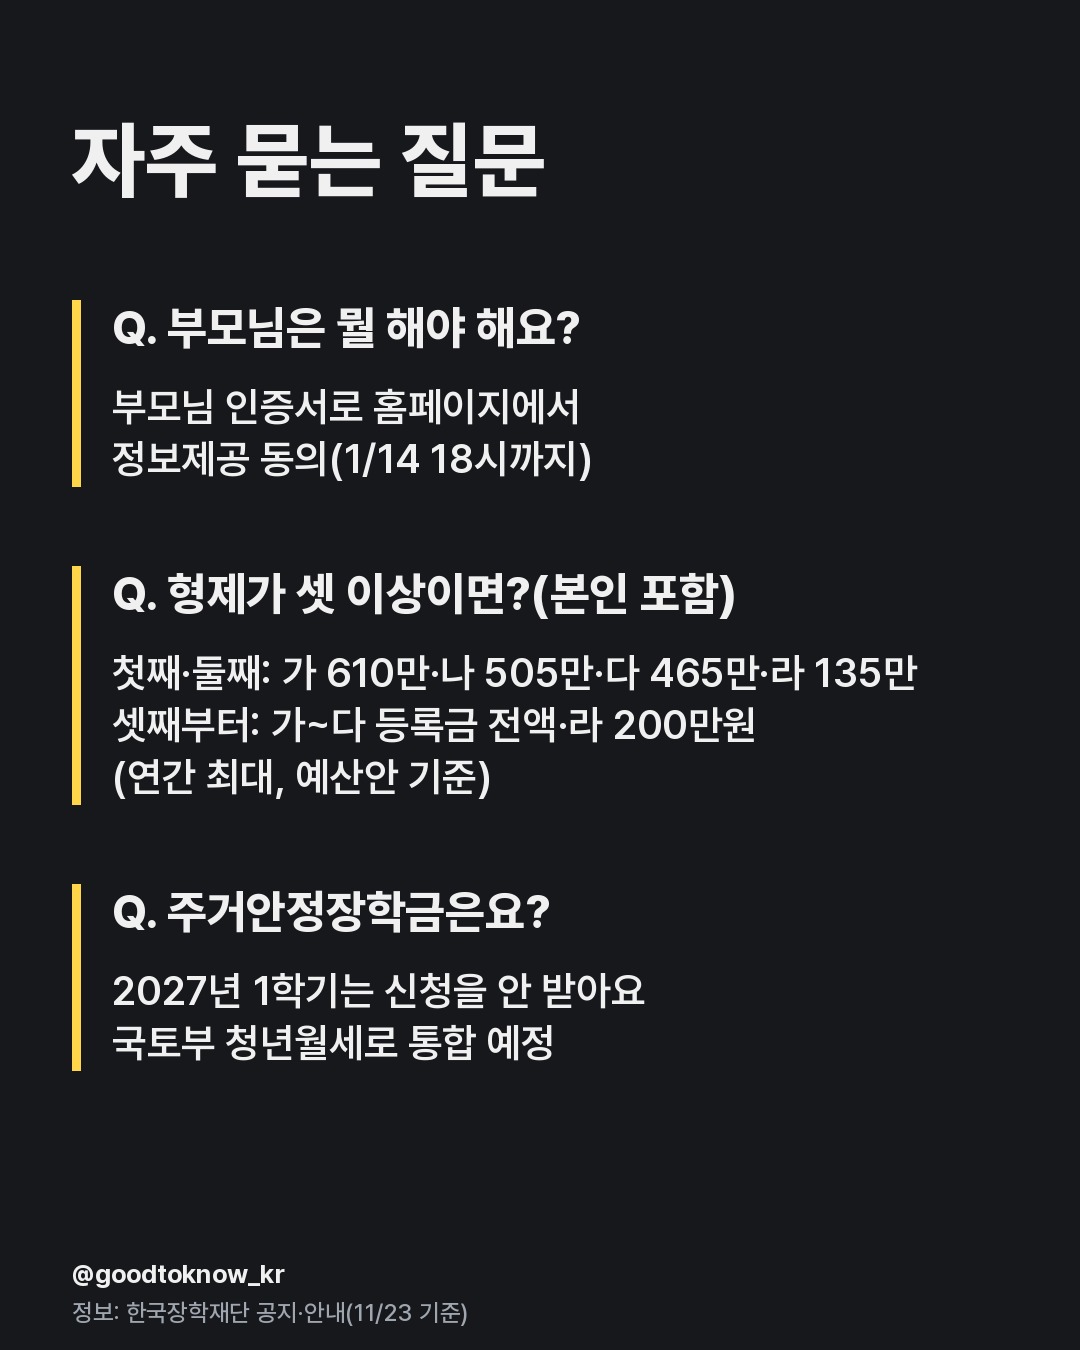 자주 묻는 질문
Q. 부모님은 뭘 해야 해요?
부모님 인증서로 홈페이지에서
정보제공 동의(1/14 18시까지)
Q. 형제가 셋 이상이면?(본인 포함)
첫째·둘째: 가 610만·나 505만·다 465만·라 135만
셋째부터: 가~다 등록금 전액·라 200만원
(연간 최대, 예산안 기준)
Q. 주거안정장학금은요?
2027년 1학기는 신청을 안 받아요
국토부 청년월세로 통합 예정
@goodtoknow_kr
정보: 한국장학재단 공지·안내(11/23 기준)